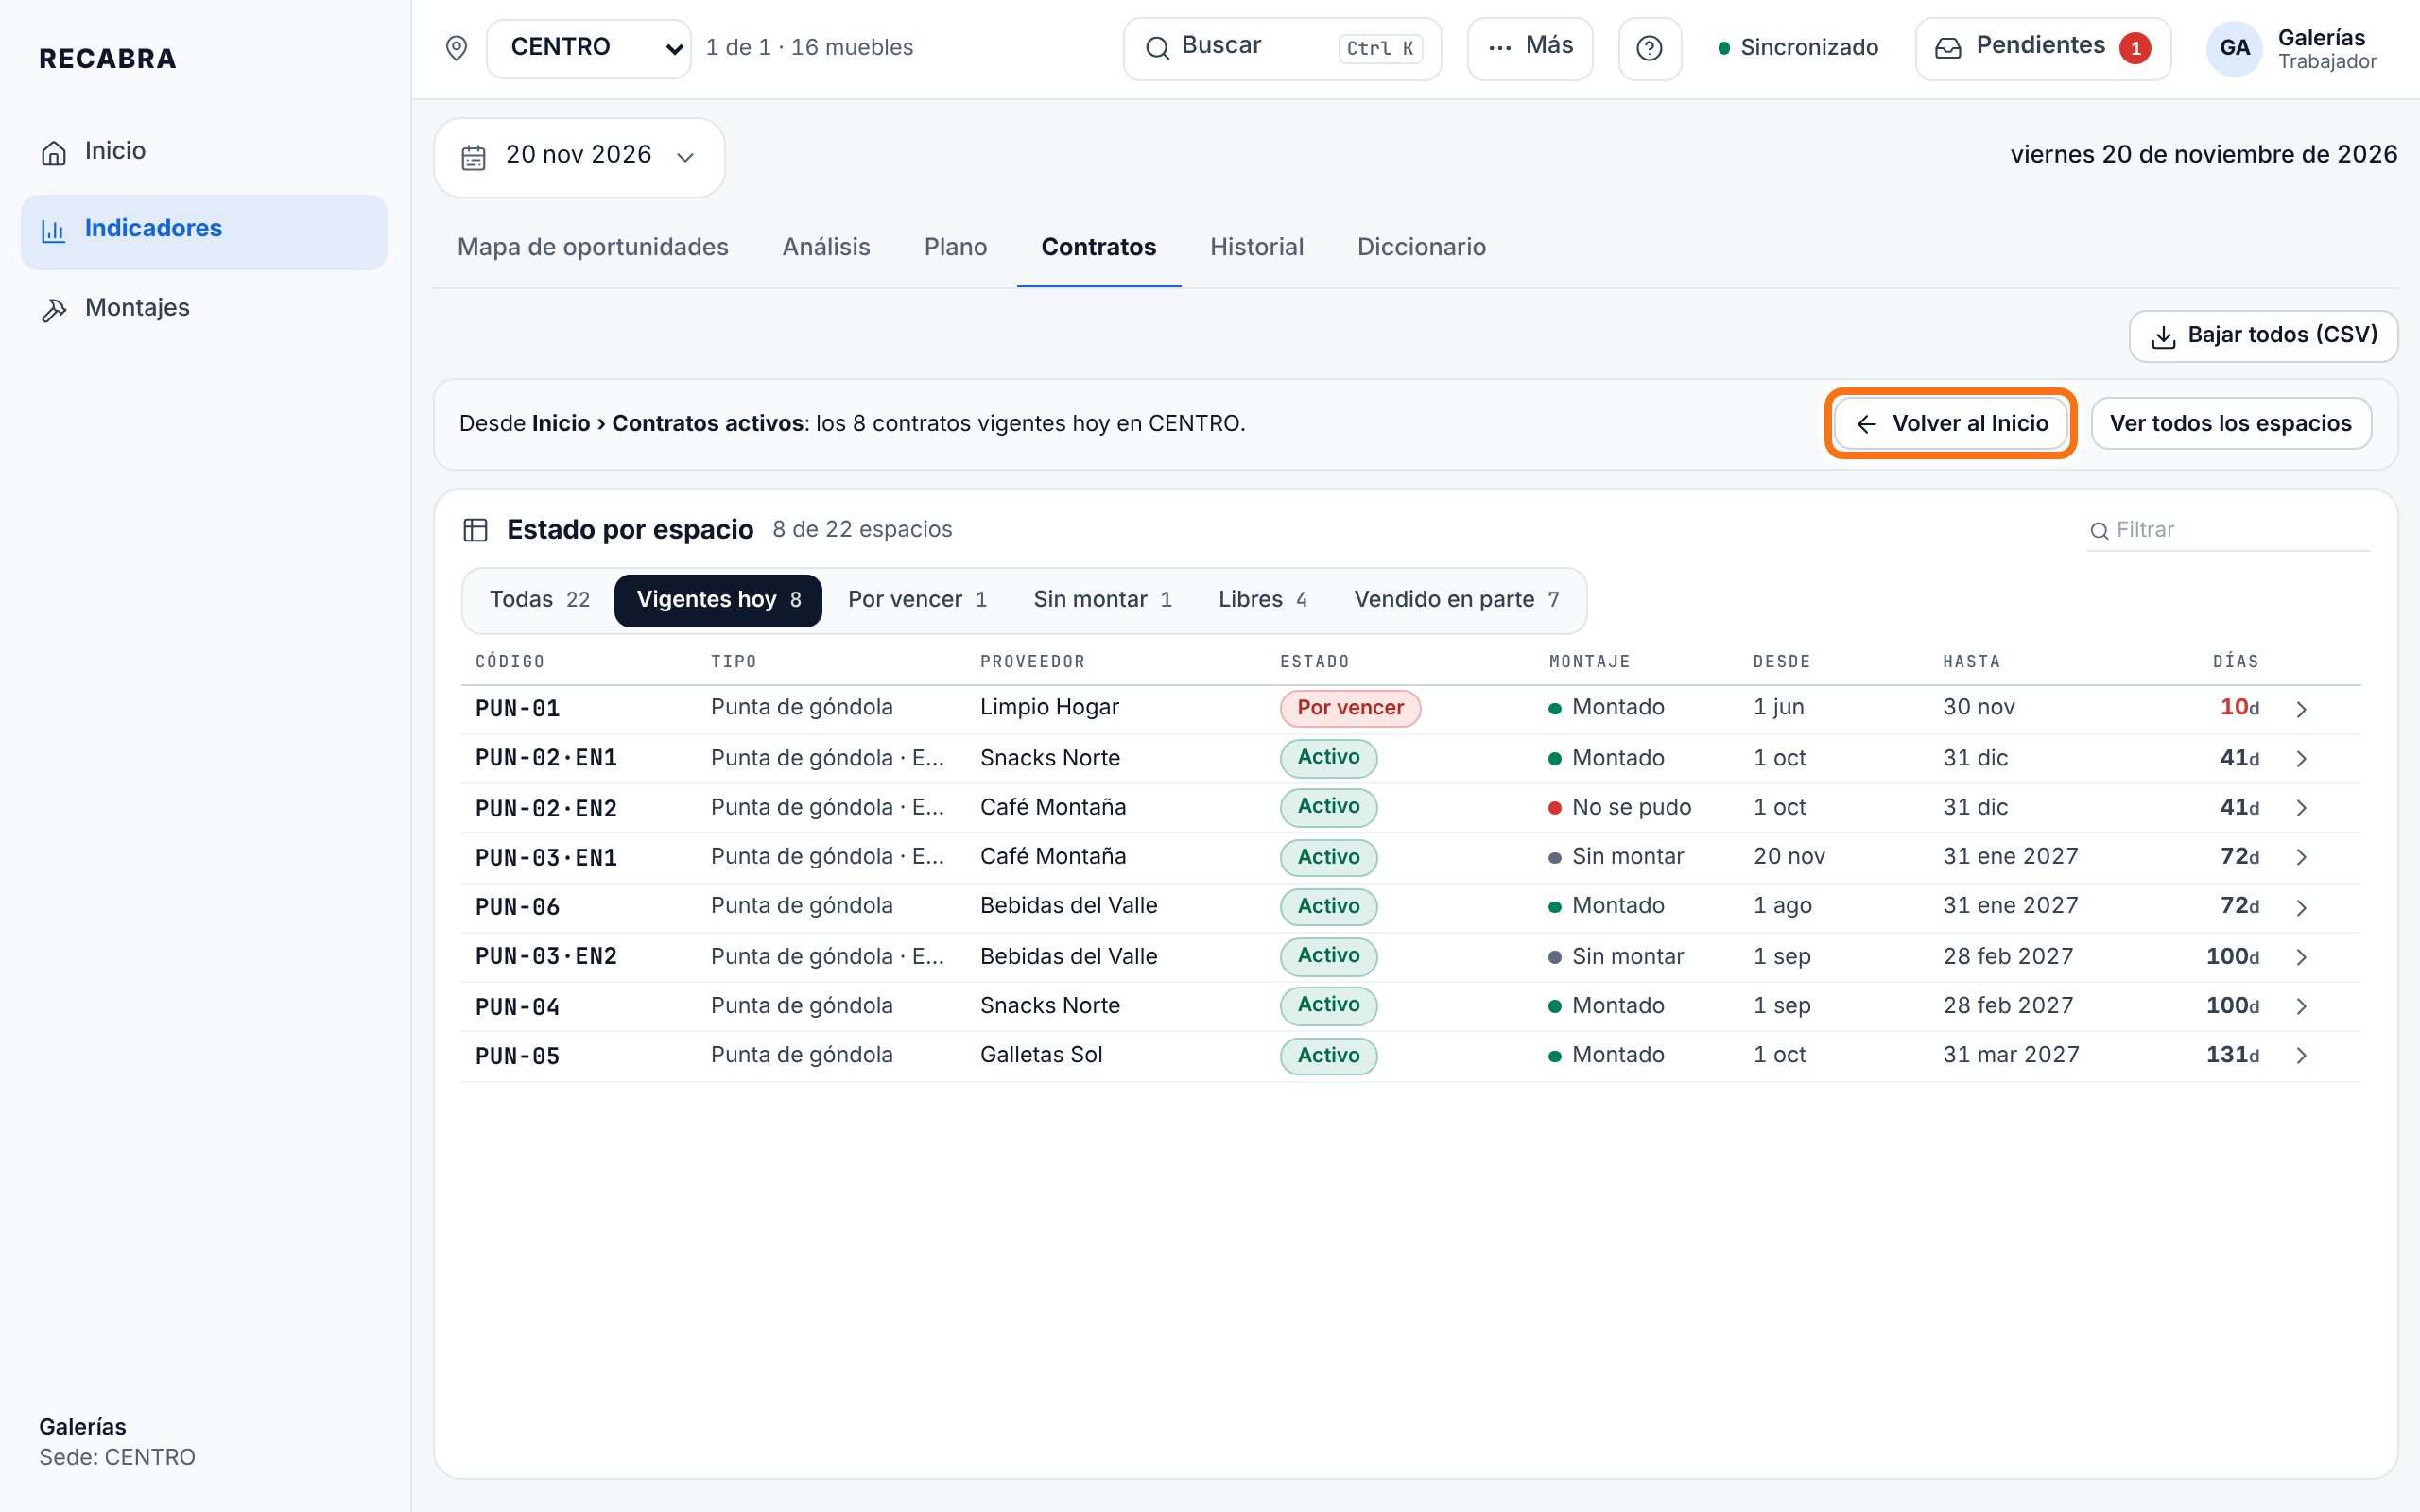 RECABRA
Inicio
Indicadores
Montajes
Galerías
Sede: CENTRO
CENTRO
1 de 1 · 16 muebles
Buscar
Ctrl K
··· Más
Sincronizado
Pendientes 1
GA
Galerías
Trabajador
20 nov 2026
viernes 20 de noviembre de 2026
Mapa de oportunidades
Análisis
Plano
Contratos
Historial
Diccionario
Bajar todos (CSV)
Desde Inicio › Contratos activos: los 8 contratos vigentes hoy en CENTRO.
← Volver al Inicio
Ver todos los espacios
Estado por espacio 8 de 22 espacios
Filtrar
Todas 22
Vigentes hoy 8
Por vencer 1
Sin montar 1
Libres 4
Vendido en parte 7
CÓDIGO TIPO PROVEEDOR ESTADO MONTAJE DESDE HASTA DÍAS
PUN-01 Punta de góndola Limpio Hogar Por vencer Montado 1 jun 30 nov 10d
PUN-02·EN1 Punta de góndola · E... Snacks Norte Activo Montado 1 oct 31 dic 41d
PUN-02·EN2 Punta de góndola · E... Café Montaña Activo No se pudo 1 oct 31 dic 41d
PUN-03·EN1 Punta de góndola · E... Café Montaña Activo Sin montar 20 nov 31 ene 2027 72d
PUN-06 Punta de góndola Bebidas del Valle Activo Montado 1 ago 31 ene 2027 72d
PUN-03·EN2 Punta de góndola · E... Bebidas del Valle Activo Sin montar 1 sep 28 feb 2027 100d
PUN-04 Punta de góndola Snacks Norte Activo Montado 1 sep 28 feb 2027 100d
PUN-05 Punta de góndola Galletas Sol Activo Montado 1 oct 31 mar 2027 131d